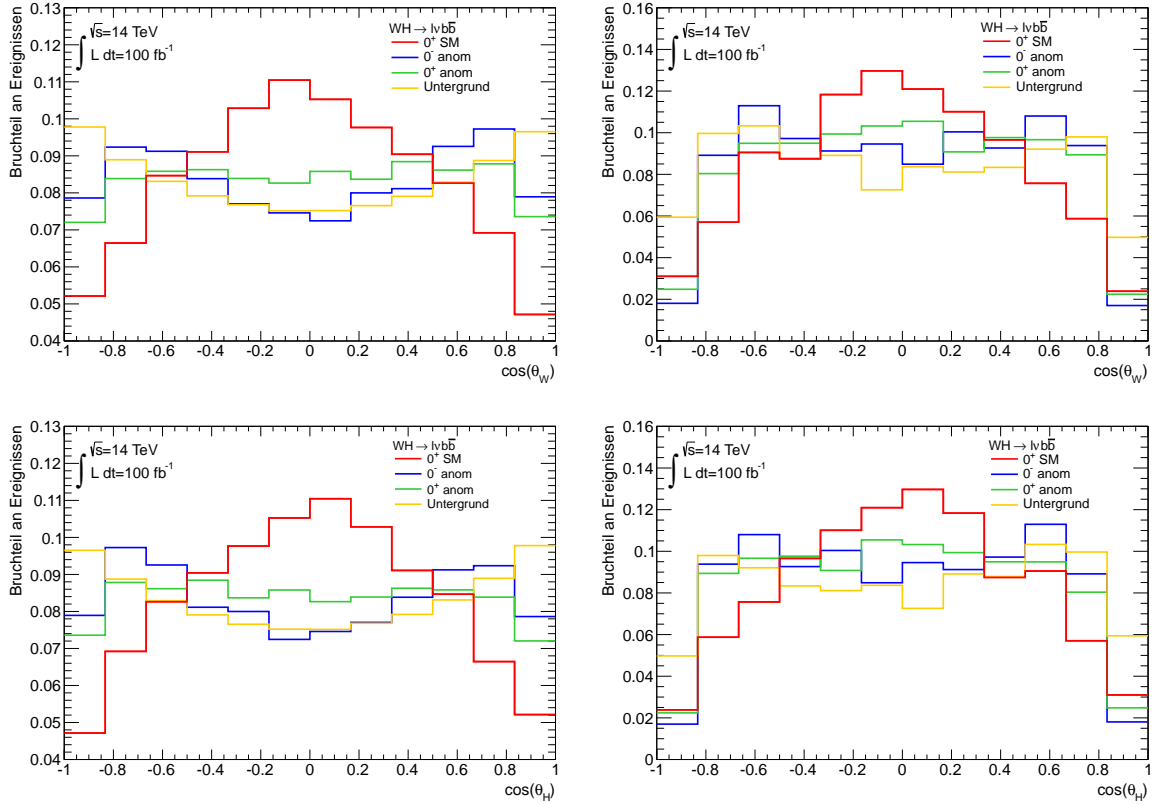 Bruchteil an Ereignissen
0.13
0.12
0.11
0.1
0.09
0.08
0.07
0.06
0.05
0.04
∫ √s=14 TeV
L dt=100 fb⁻¹
WH → lνbb̅
0⁺ SM
0⁻ anom
0⁺ anom
Untergrund
-1 -0.8 -0.6 -0.4 -0.2 0 0.2 0.4 0.6 0.8 1
cos(θ_W)
Bruchteil an Ereignissen
0.16
0.14
0.12
0.1
0.08
0.06
0.04
0.02
0
∫ √s=14 TeV
L dt=100 fb⁻¹
WH → lνbb̅
0⁺ SM
0⁻ anom
0⁺ anom
Untergrund
-1 -0.8 -0.6 -0.4 -0.2 0 0.2 0.4 0.6 0.8 1
cos(θ_W)
Bruchteil an Ereignissen
0.13
0.12
0.11
0.1
0.09
0.08
0.07
0.06
0.05
0.04
∫ √s=14 TeV
L dt=100 fb⁻¹
WH → lνbb̅
0⁺ SM
0⁻ anom
0⁺ anom
Untergrund
-1 -0.8 -0.6 -0.4 -0.2 0 0.2 0.4 0.6 0.8 1
cos(θ_H)
Bruchteil an Ereignissen
0.16
0.14
0.12
0.1
0.08
0.06
0.04
0.02
0
∫ √s=14 TeV
L dt=100 fb⁻¹
WH → lνbb̅
0⁺ SM
0⁻ anom
0⁺ anom
Untergrund
-1 -0.8 -0.6 -0.4 -0.2 0 0.2 0.4 0.6 0.8 1
cos(θ_H)